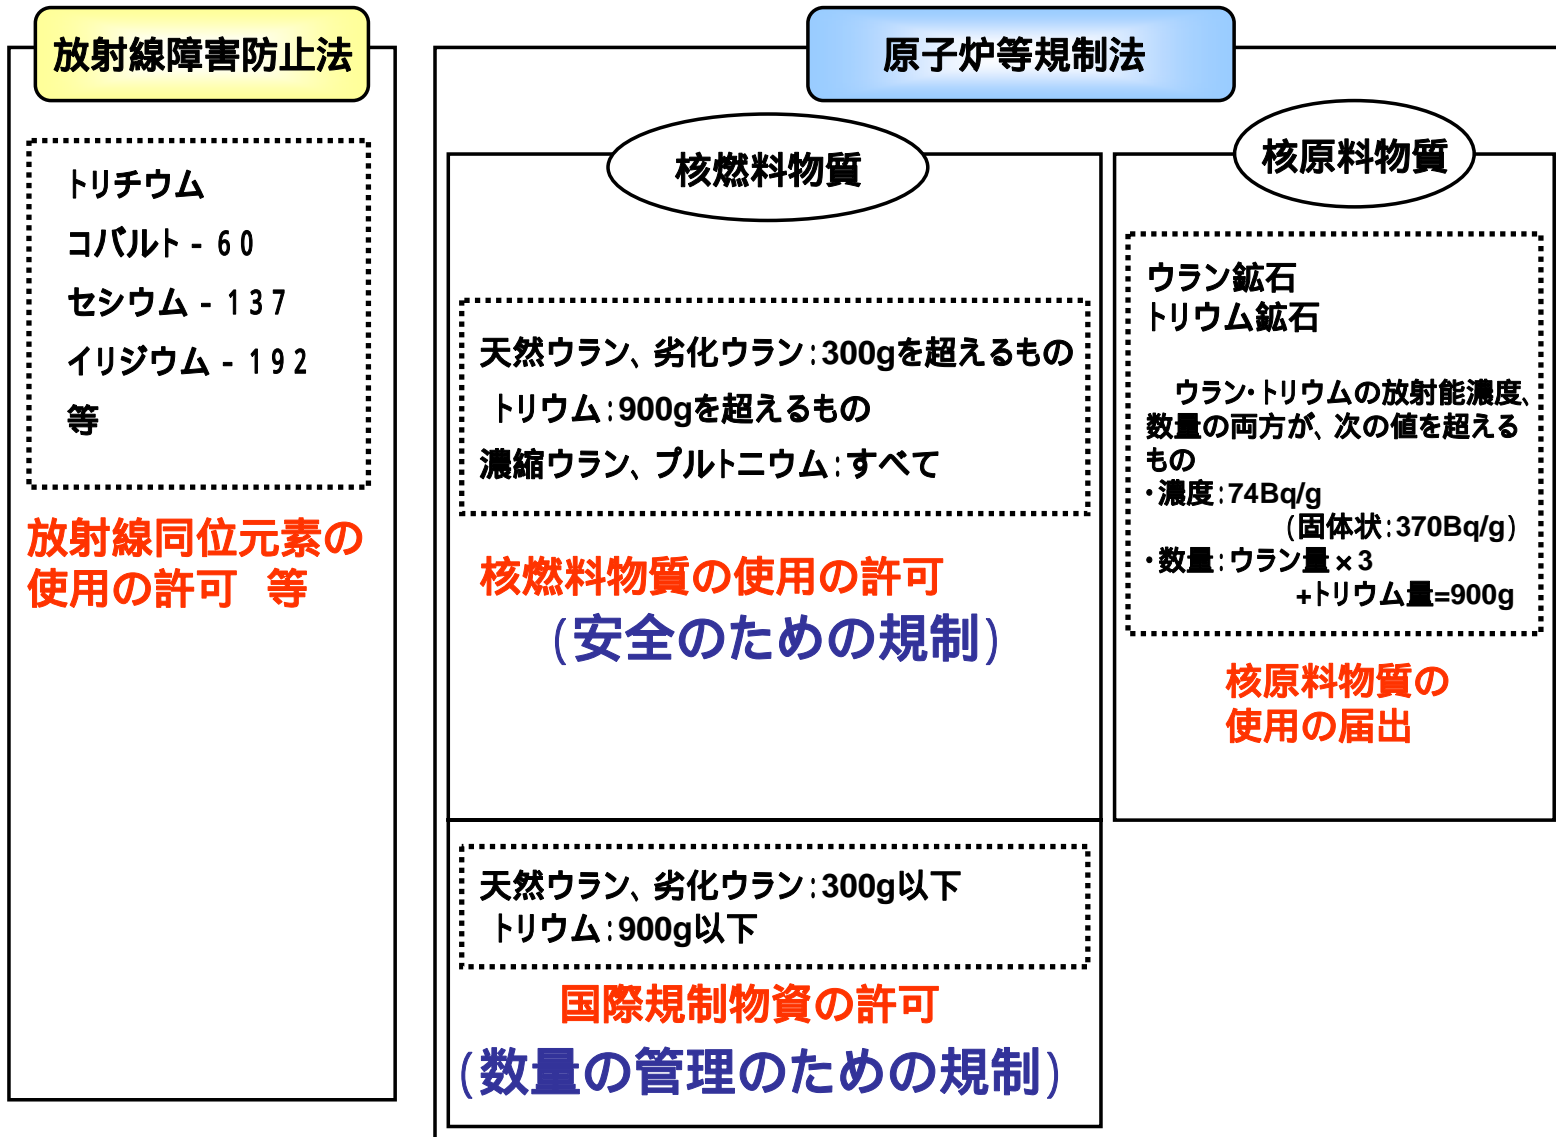 放射線障害防止法
トリチウム
コバルト－６０
セシウム－１３７
イリジウム－１９２
等
放射線同位元素の
使用の許可　等
原子炉等規制法
核燃料物質
天然ウラン、劣化ウラン：300gを超えるもの
トリウム：900gを超えるもの
濃縮ウラン、プルトニウム：すべて
核燃料物質の使用の許可
（安全のための規制）
天然ウラン、劣化ウラン：300g以下
トリウム：900g以下
国際規制物資の許可
（数量の管理のための規制）
核原料物質
ウラン鉱石
トリウム鉱石
ウラン・トリウムの放射能濃度、
数量の両方が、次の値を超える
もの
・濃度：74Bq/g
（固体状：370Bq/g）
・数量：ウラン量×3
+トリウム量=900g
核原料物質の
使用の届出